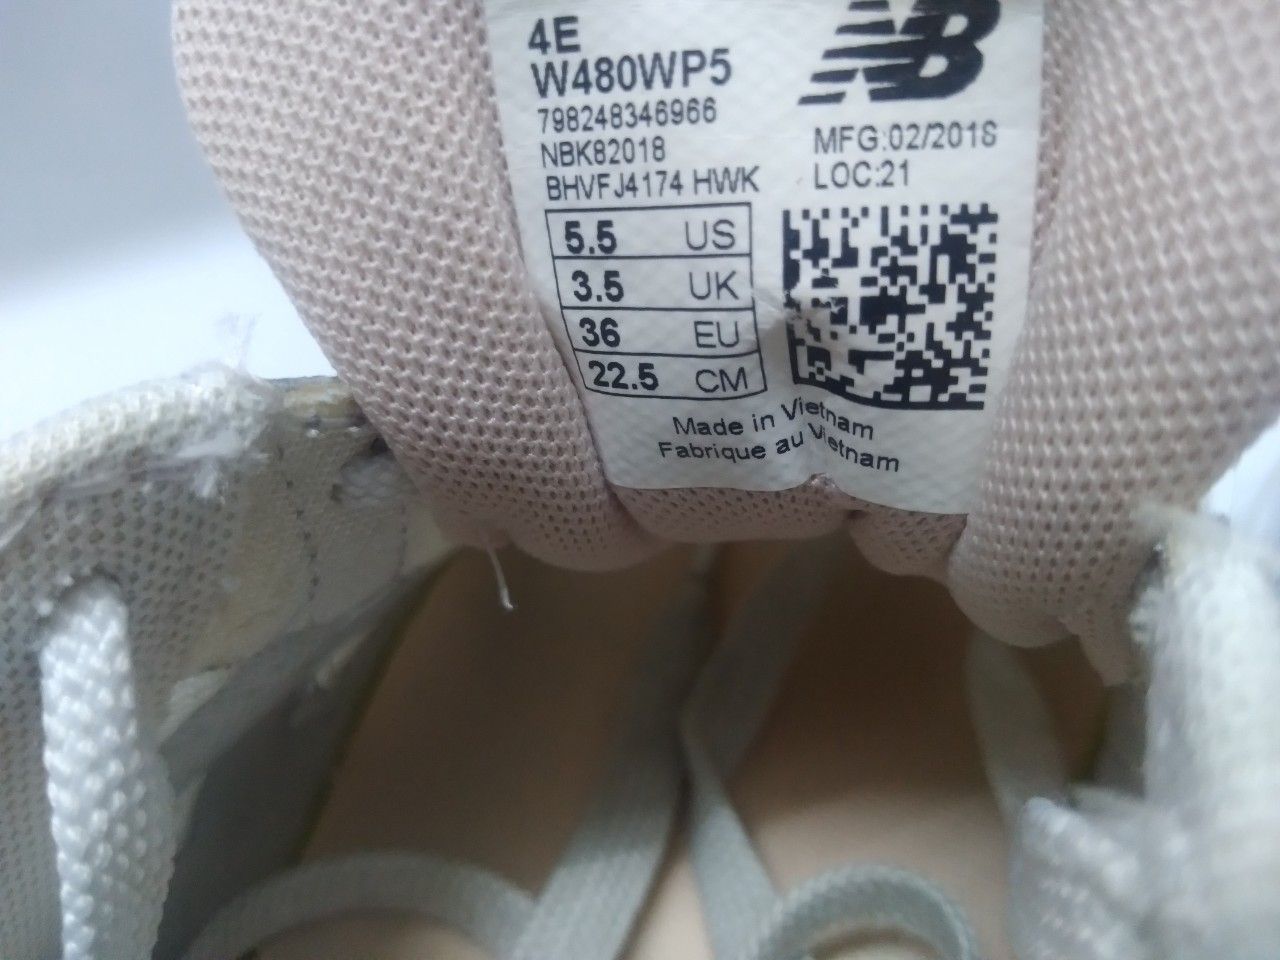 4E
W480WP5
798248346966
NBK82018
BHVFJ4174 HWK
NB
MFG:02/2018
LOC:21
5.5 US
3.5 UK
36 EU
22.5 CM
Made in Vietnam
Fabrique au Vietnam